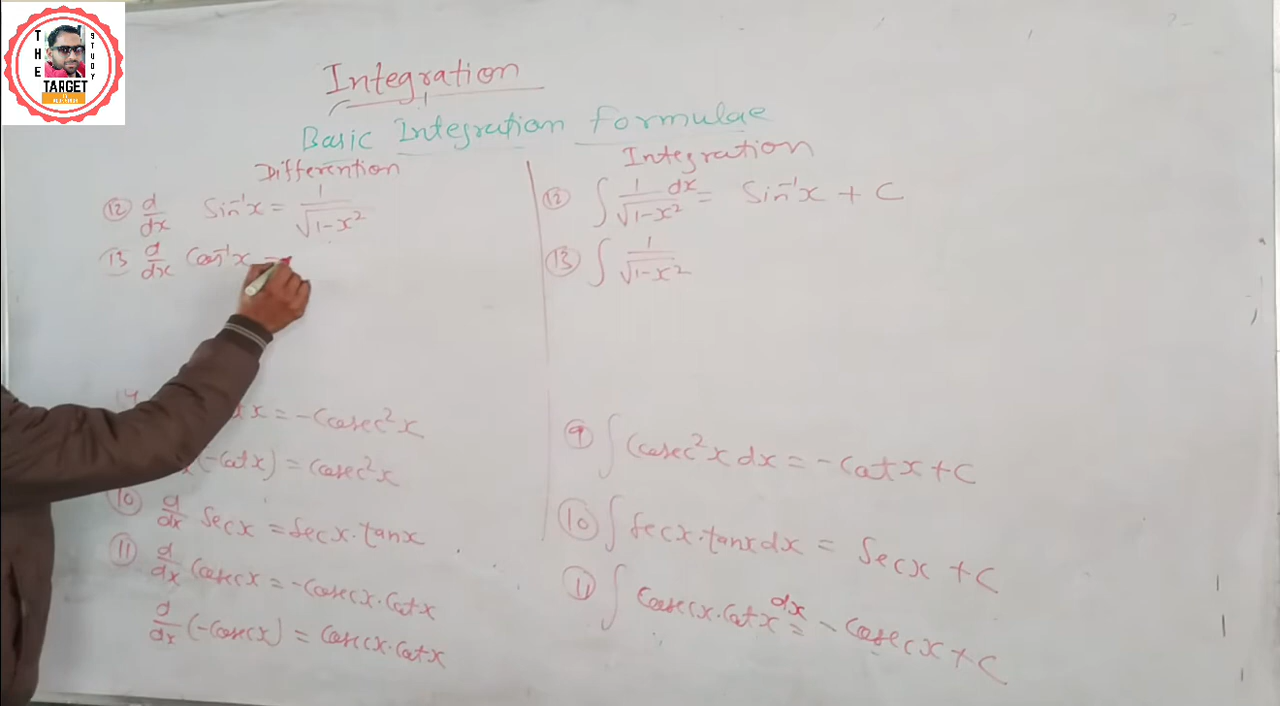 THE
STUDY
TARGET
Integration
Basic Integration Formulae
Differention
Integration
⑫ d/dx Sin⁻¹x = 1/√1-x²
⑫ ∫ 1/√1-x² dx = Sin⁻¹x + C
13 d/dx Cos⁻¹x =
⑬ ∫ 1/√1-x²
x = -Cosec²x
(-Cotx) = Cosec²x
⑨ ∫ Cosec²x dx = -Cotx+C
⑩ d/dx Secx = Secx.tanx
⑩ ∫ Secx.tanxdx = Secx +C
⑪ d/dx Cosecx = -Cosecx.Cotx
⑪ ∫ Cosecx.Cotx dx = -Cosecx+C
d/dx (-Cosecx) = Cosecx.Cotx